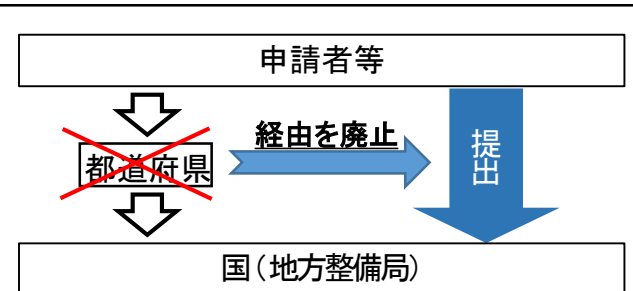 申請者等
経由を廃止
都道府県
提出
国（地方整備局）